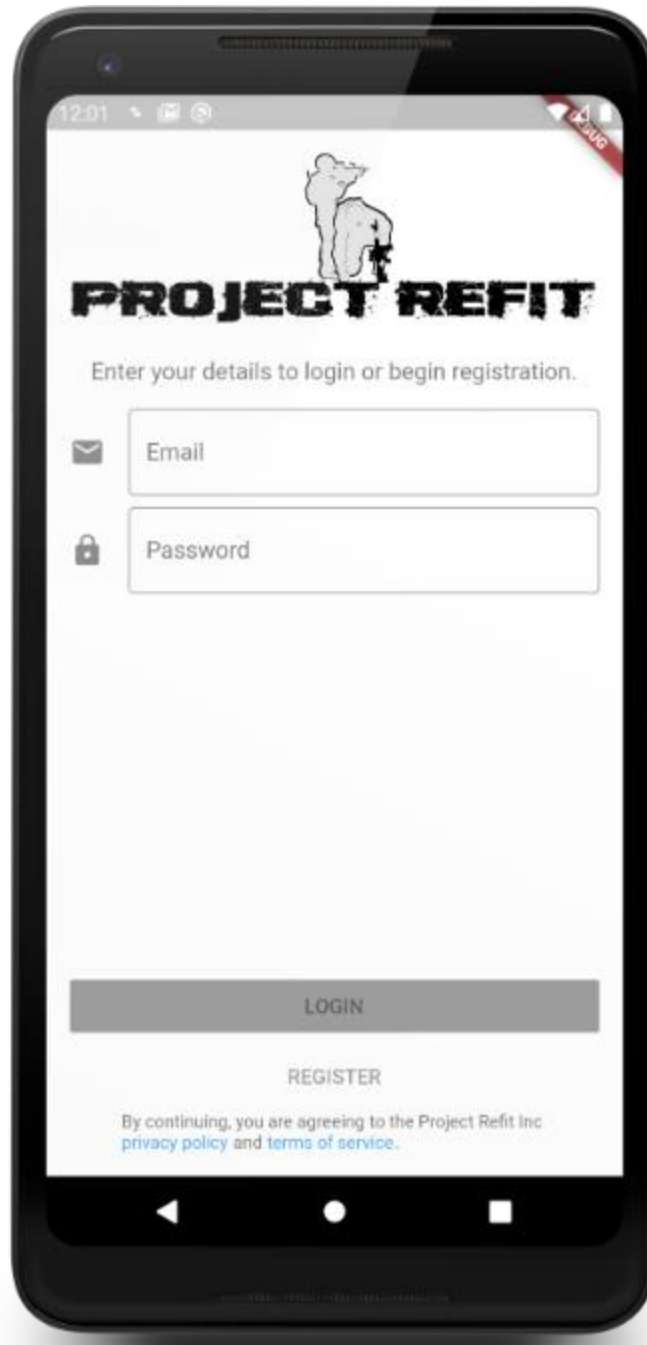 12:01
DEBUG
PROJECT REFIT
Enter your details to login or begin registration.
Email
Password
LOGIN
REGISTER
By continuing, you are agreeing to the Project Refit Inc
privacy policy and terms of service.